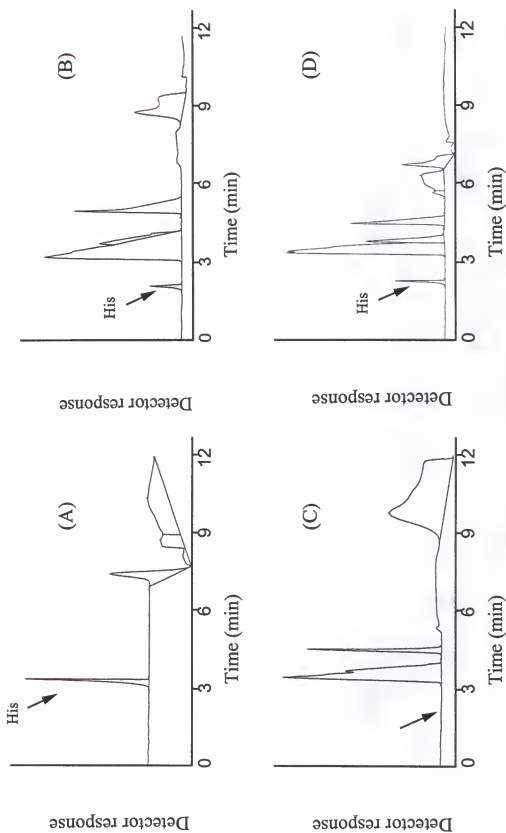 (A)
His
Detector response
0 3 6 9 12
Time (min)
(B)
His
Detector response
0 3 6 9 12
Time (min)
(C)
Detector response
0 3 6 9 12
Time (min)
(D)
His
Detector response
0 3 6 9 12
Time (min)